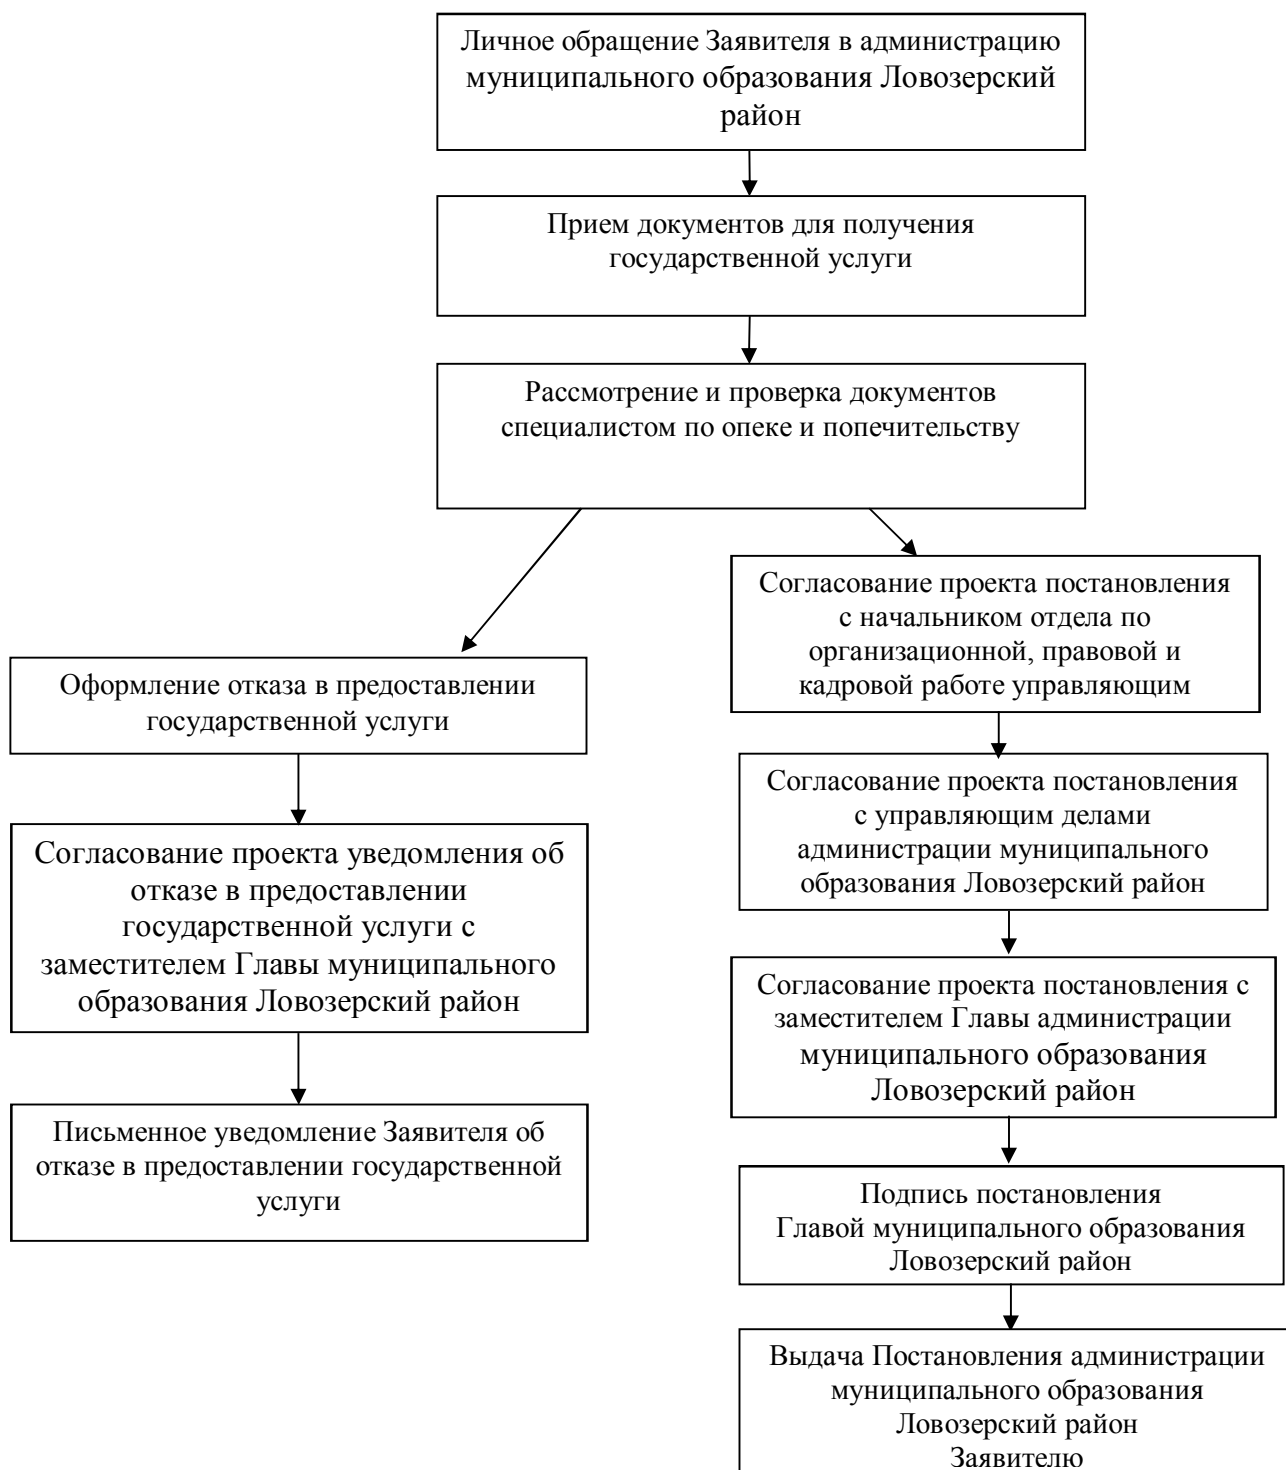 Личное обращение Заявителя в администрацию
муниципального образования Ловозерский
район
Прием документов для получения
государственной услуги
Рассмотрение и проверка документов
специалистом по опеке и попечительству
Оформление отказа в предоставлении
государственной услуги
Согласование проекта уведомления об
отказе в предоставлении
государственной услуги с
заместителем Главы муниципального
образования Ловозерский район
Письменное уведомление Заявителя об
отказе в предоставлении государственной
услуги
Согласование проекта постановления
с начальником отдела по
организационной, правовой и
кадровой работе управляющим
Согласование проекта постановления
с управляющим делами
администрации муниципального
образования Ловозерский район
Согласование проекта постановления с
заместителем Главы администрации
муниципального образования
Ловозерский район
Подпись постановления
Главой муниципального образования
Ловозерский район
Выдача Постановления администрации
муниципального образования
Ловозерский район
Заявителю